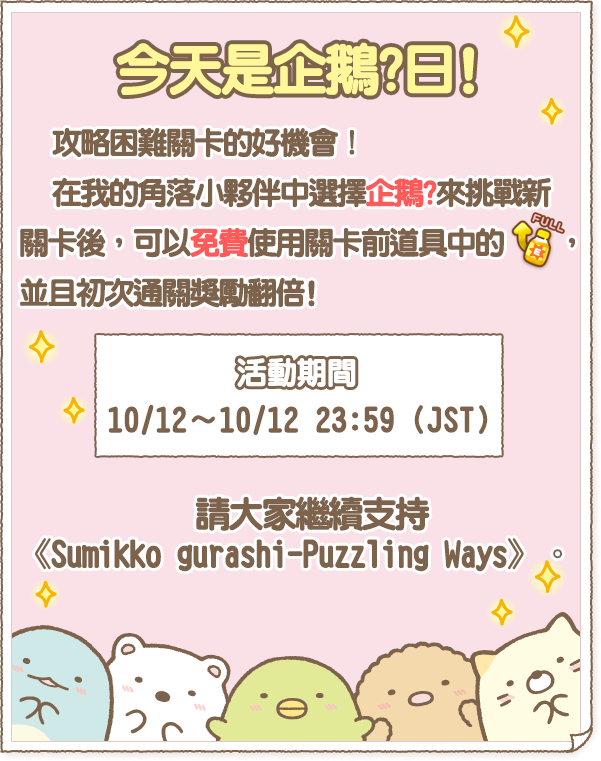 今天是企鵝?日!
攻略困難關卡的好機會！
在我的角落小夥伴中選擇企鵝?來挑戰新
關卡後，可以免費使用關卡前道具中的 FULL ，
並且初次通關獎勵翻倍!
活動期間
10/12～10/12 23:59 (JST)
請大家繼續支持
《Sumikko gurashi-Puzzling Ways》。